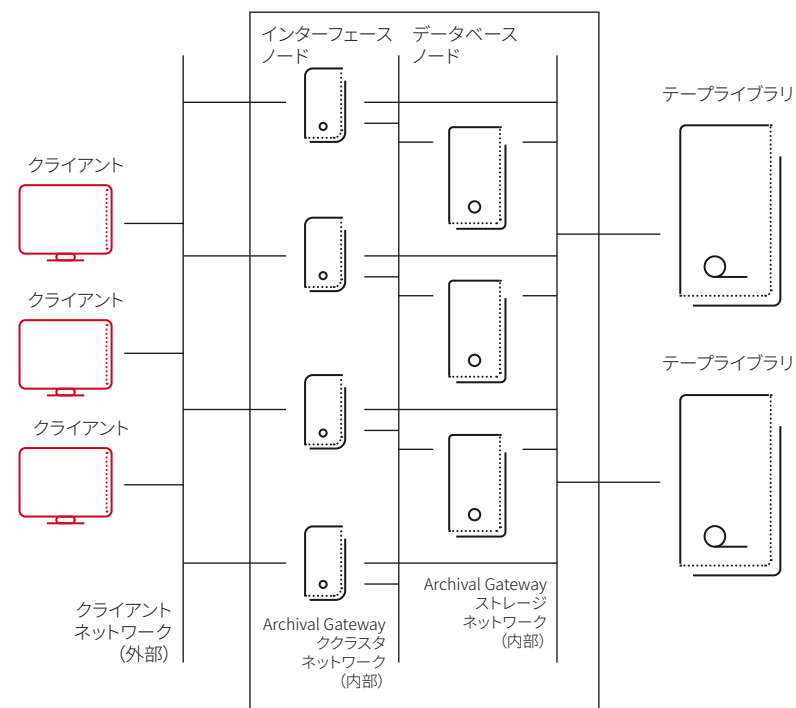 インターフェース
ノード
データベース
ノード
テープライブラリ
クライアント
クライアント
テープライブラリ
クライアント
クライアント
ネットワーク
(外部)
Archival Gateway
ククラスタ
ネットワーク
(内部)
Archival Gateway
ストレージ
ネットワーク
(内部)